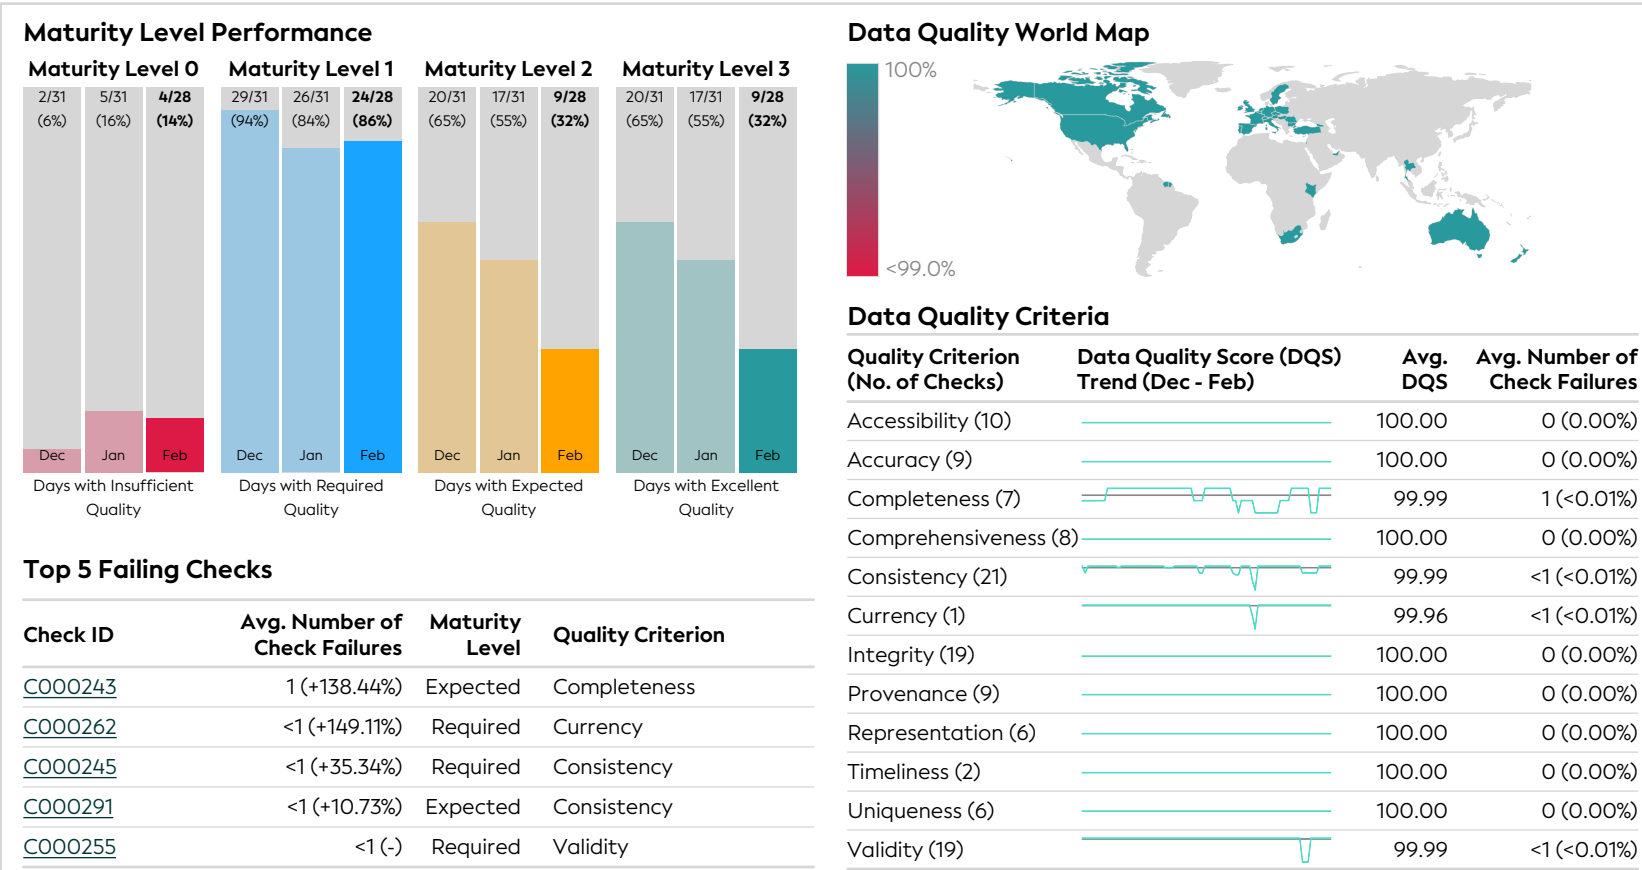 Maturity Level Performance
Maturity Level 0
Maturity Level 1
Maturity Level 2
Maturity Level 3
2/31 5/31 4/28
(6%) (16%) (14%)
29/31 26/31 24/28
(94%) (84%) (86%)
20/31 17/31 9/28
(65%) (55%) (32%)
20/31 17/31 9/28
(65%) (55%) (32%)
Dec Jan Feb
Dec Jan Feb
Dec Jan Feb
Dec Jan Feb
Days with Insufficient
Quality
Days with Required
Quality
Days with Expected
Quality
Days with Excellent
Quality
Top 5 Failing Checks
Check ID Avg. Number of Check Failures Maturity Level Quality Criterion
C000243 1 (+138.44%) Expected Completeness
C000262 <1 (+149.11%) Required Currency
C000245 <1 (+35.34%) Required Consistency
C000291 <1 (+10.73%) Expected Consistency
C000255 <1 (-) Required Validity
Data Quality World Map
100%
<99.0%
Data Quality Criteria
Quality Criterion Data Quality Score (DQS) Avg. Avg. Number of
(No. of Checks) Trend (Dec - Feb) DQS Check Failures
Accessibility (10) 100.00 0 (0.00%)
Accuracy (9) 100.00 0 (0.00%)
Completeness (7) 99.99 1 (<0.01%)
Comprehensiveness (8) 100.00 0 (0.00%)
Consistency (21) 99.99 <1 (<0.01%)
Currency (1) 99.96 <1 (<0.01%)
Integrity (19) 100.00 0 (0.00%)
Provenance (9) 100.00 0 (0.00%)
Representation (6) 100.00 0 (0.00%)
Timeliness (2) 100.00 0 (0.00%)
Uniqueness (6) 100.00 0 (0.00%)
Validity (19) 99.99 <1 (<0.01%)